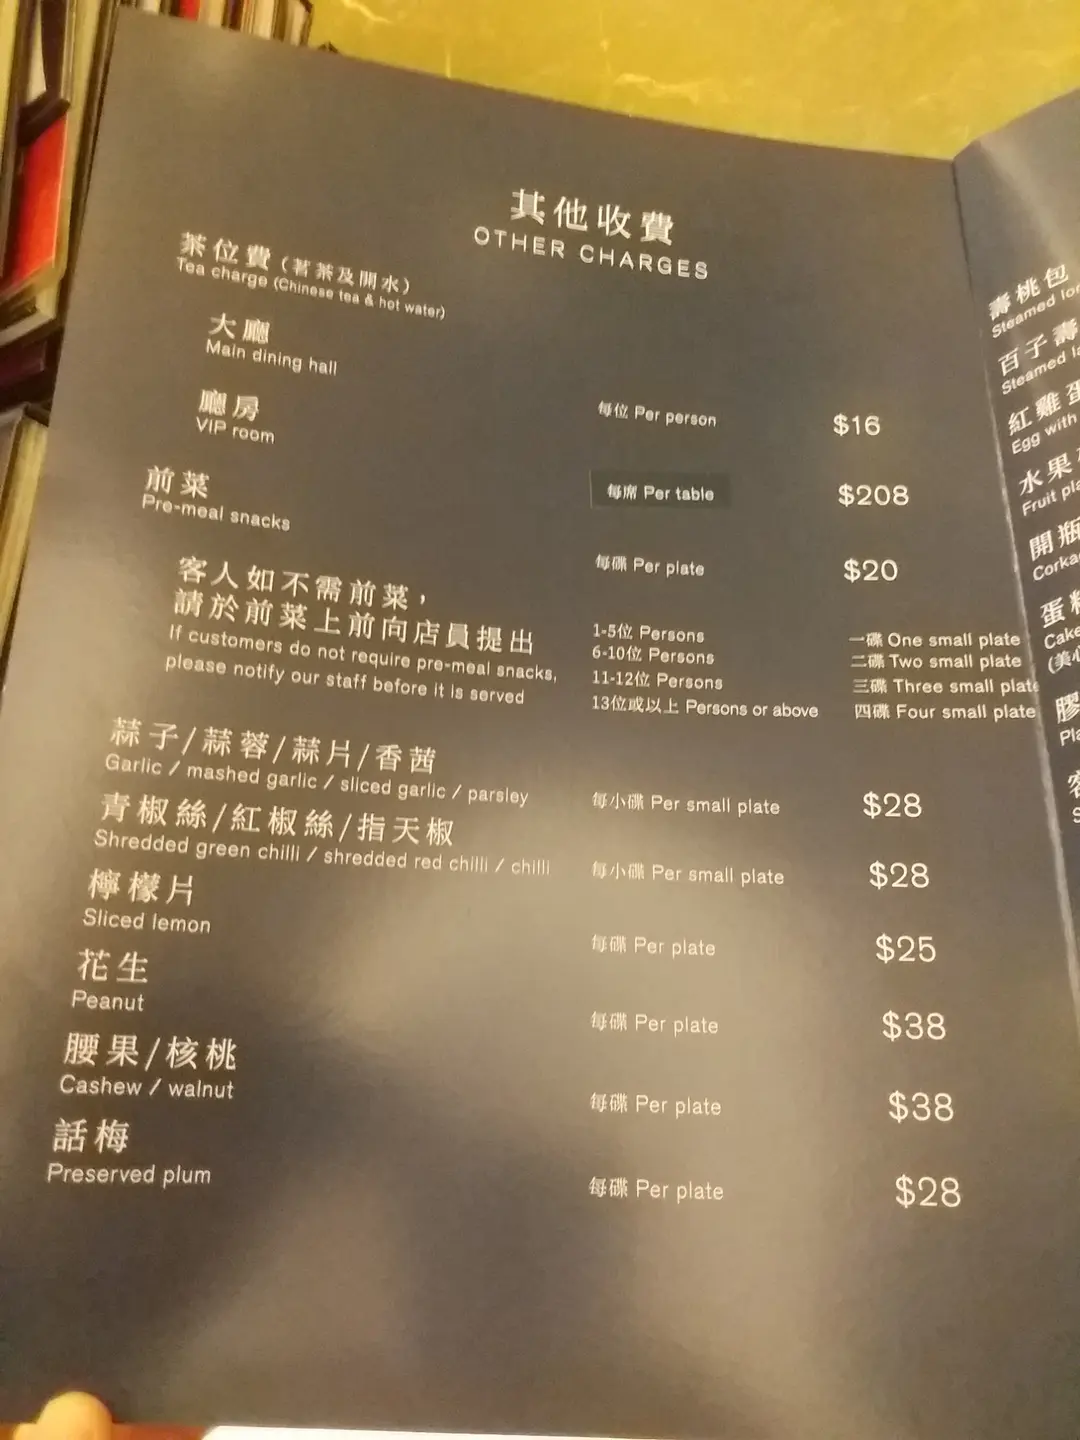 其他收費
OTHER CHARGES
茶位費（茗茶及開水）
Tea charge (Chinese tea & hot water)
大廳
Main dining hall
每位 Per person $16
廳房
VIP room
每席 Per table $208
前菜
Pre-meal snacks
每碟 Per plate $20
客人如不需前菜，
請於前菜上前向店員提出
If customers do not require pre-meal snacks,
please notify our staff before it is served
1-5位 Persons 一碟 One small plate
6-10位 Persons 二碟 Two small plate
11-12位 Persons 三碟 Three small plate
13位或以上 Persons or above 四碟 Four small plate
蒜子/蒜蓉/蒜片/香茜
Garlic / mashed garlic / sliced garlic / parsley
每小碟 Per small plate $28
青椒絲/紅椒絲/指天椒
Shredded green chilli / shredded red chilli / chilli
每小碟 Per small plate $28
檸檬片
Sliced lemon
每碟 Per plate $25
花生
Peanut
每碟 Per plate $38
腰果/核桃
Cashew / walnut
每碟 Per plate $38
話梅
Preserved plum
每碟 Per plate $28
壽桃包
Steamed
百子壽
Steamed
紅雞蛋
Egg with
水果
Fruit
開瓶
蛋糕
Cake
(美心
膠